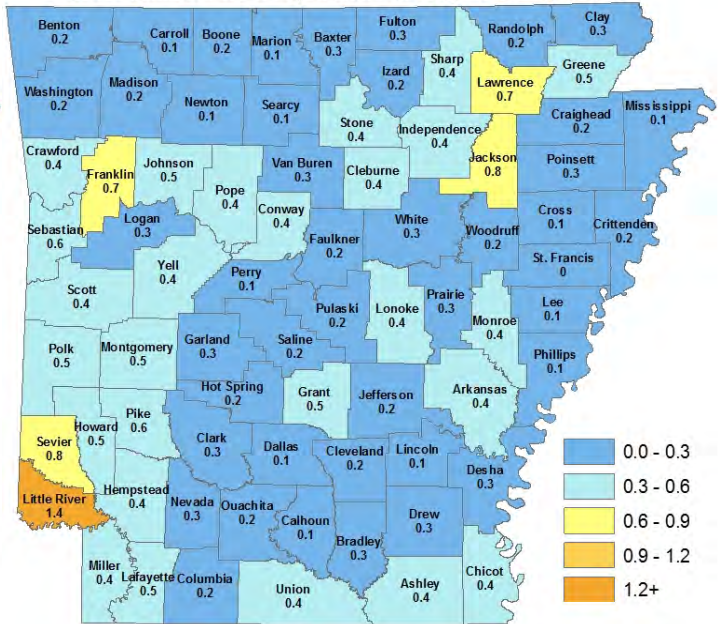 Benton
0.2
Carroll
0.1
Boone
0.2
Marion
0.1
Baxter
0.3
Fulton
0.3
Randolph
0.2
Clay
0.3
Sharp
0.4
Izard
0.2
Lawrence
0.7
Greene
0.5
Washington
0.2
Madison
0.2
Newton
0.1
Searcy
0.1
Stone
0.4
Independence
0.4
Craighead
0.2
Mississippi
0.1
Crawford
0.4
Franklin
0.7
Johnson
0.5
Pope
0.4
Van Buren
0.3
Cleburne
0.4
Jackson
0.8
Poinsett
0.3
Sebastian
0.6
Logan
0.3
Conway
0.4
Faulkner
0.2
White
0.3
Woodruff
0.2
Cross
0.1
Crittenden
0.2
St. Francis
0
Scott
0.4
Yell
0.4
Perry
0.1
Pulaski
0.2
Lonoke
0.4
Prairie
0.3
Monroe
0.4
Lee
0.1
Phillips
0.1
Polk
0.5
Montgomery
0.5
Garland
0.3
Saline
0.2
Hot Spring
0.2
Grant
0.5
Jefferson
0.2
Arkansas
0.4
Sevier
0.8
Howard
0.5
Pike
0.6
Clark
0.3
Dallas
0.1
Cleveland
0.2
Lincoln
0.1
Desha
0.3
Little River
1.4
Hempstead
0.4
Nevada
0.3
Ouachita
0.2
Calhoun
0.1
Bradley
0.3
Drew
0.3
Miller
0.4
Lafayette
0.5
Columbia
0.2
Union
0.4
Ashley
0.4
Chicot
0.4
0.0 - 0.3
0.3 - 0.6
0.6 - 0.9
0.9 - 1.2
1.2+